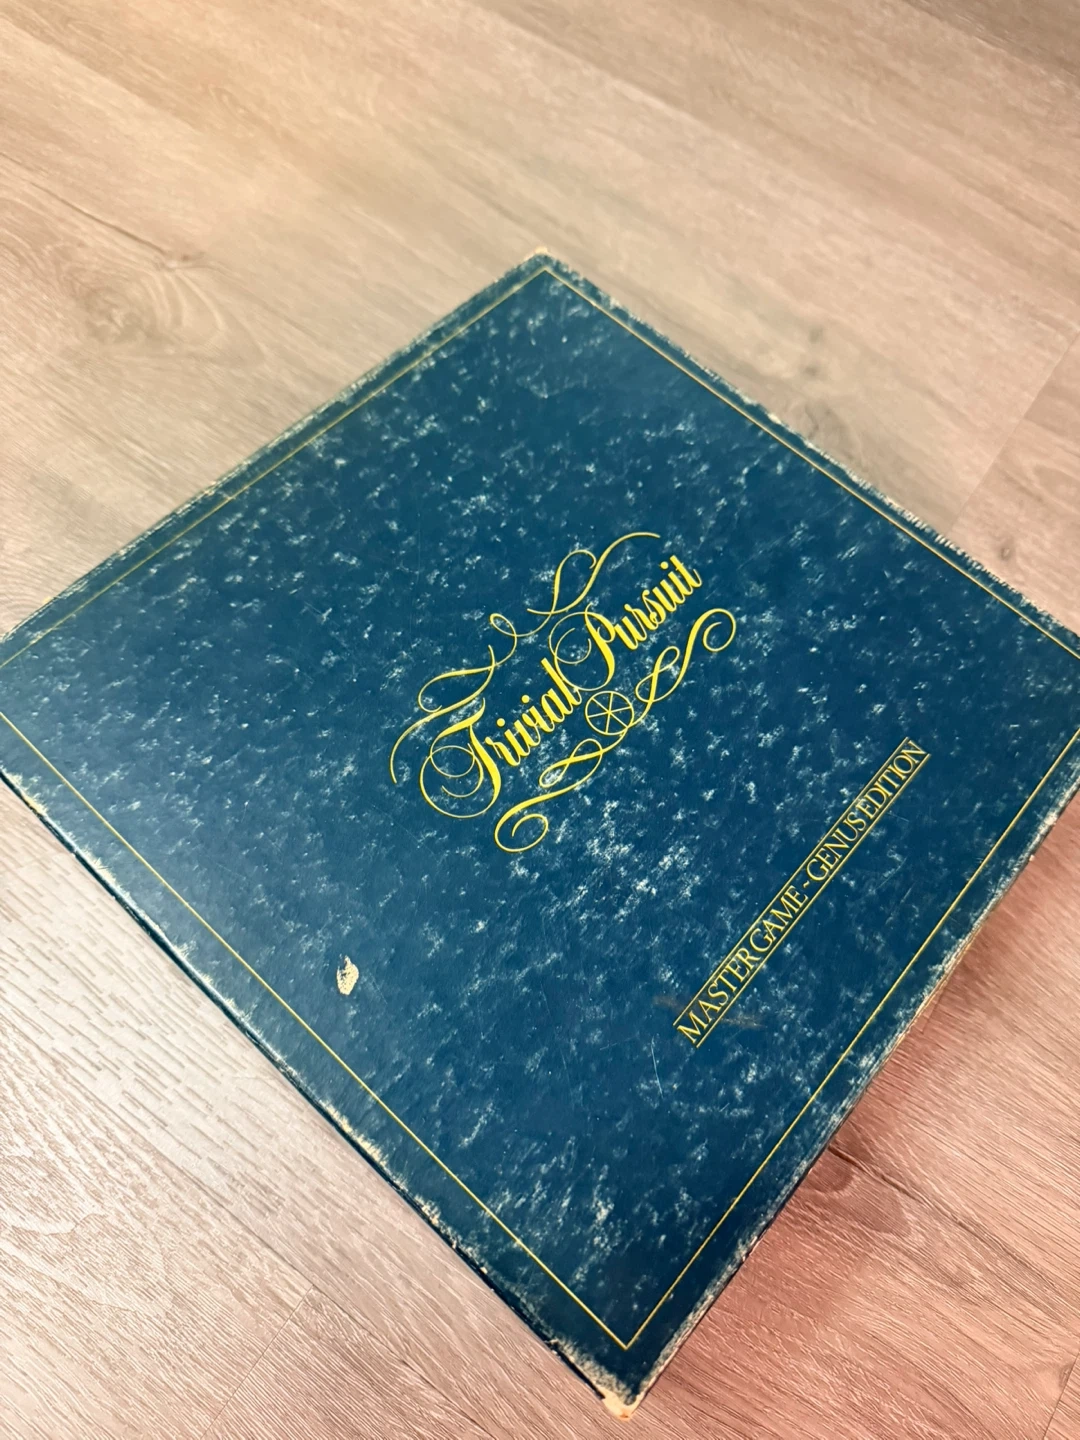 Trivial Pursuit
MASTER GAME - GENUS EDITION